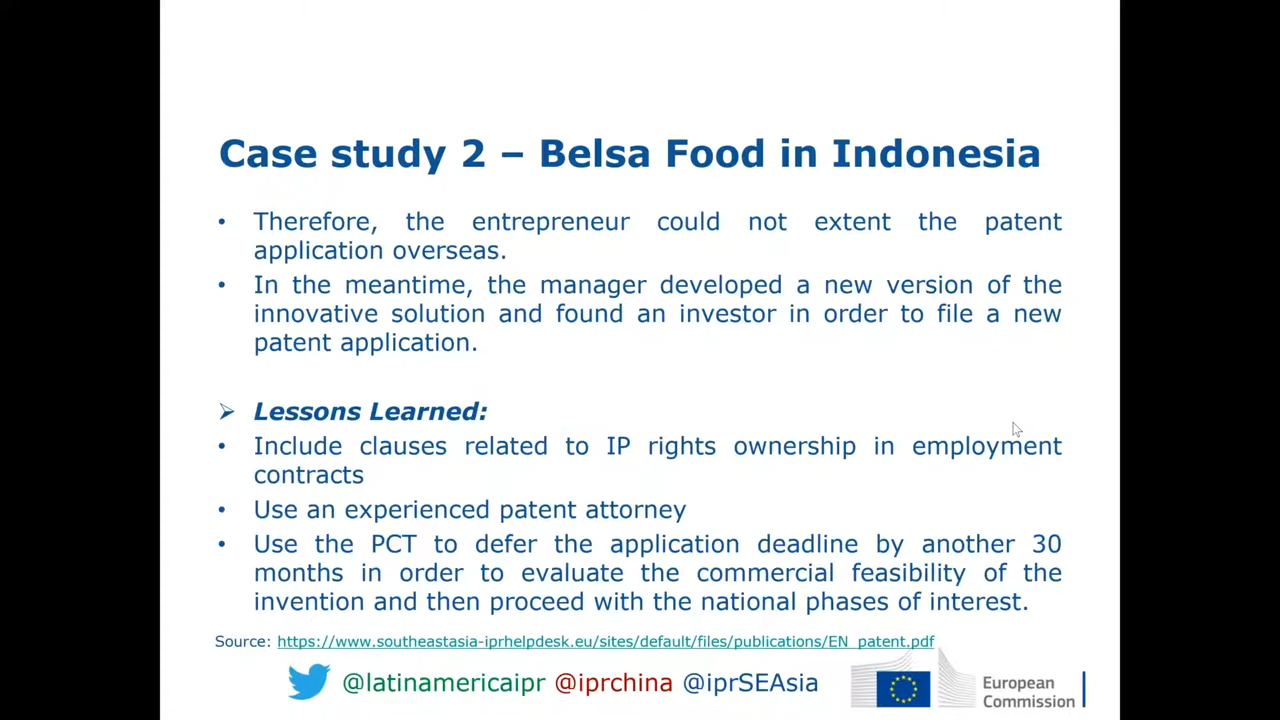 Case study 2 – Belsa Food in Indonesia
• Therefore, the entrepreneur could not extent the patent
application overseas.
• In the meantime, the manager developed a new version of the
innovative solution and found an investor in order to file a new
patent application.
➢ Lessons Learned:
• Include clauses related to IP rights ownership in employment
contracts
• Use an experienced patent attorney
• Use the PCT to defer the application deadline by another 30
months in order to evaluate the commercial feasibility of the
invention and then proceed with the national phases of interest.
Source: https://www.southeastasia-iprhelpdesk.eu/sites/default/files/publications/EN_patent.pdf
@latinamericaipr @iprchina @iprSEAsia
European
Commission